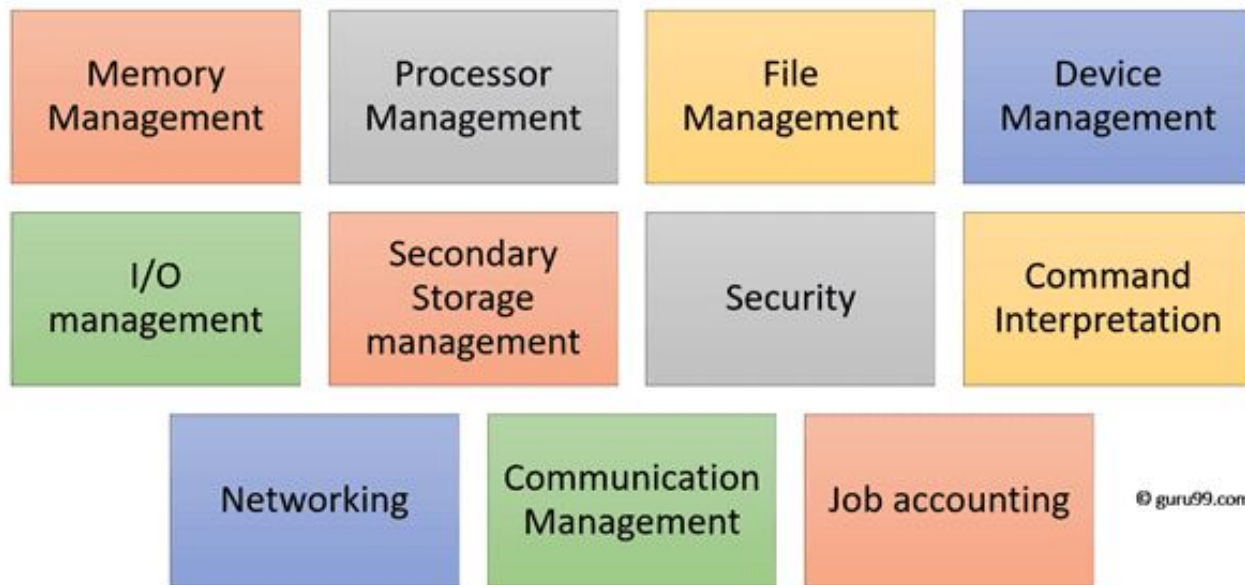 Memory
Management
Processor
Management
File
Management
Device
Management
I/O
management
Secondary
Storage
management
Security
Command
Interpretation
Networking
Communication
Management
Job accounting
© guru99.com